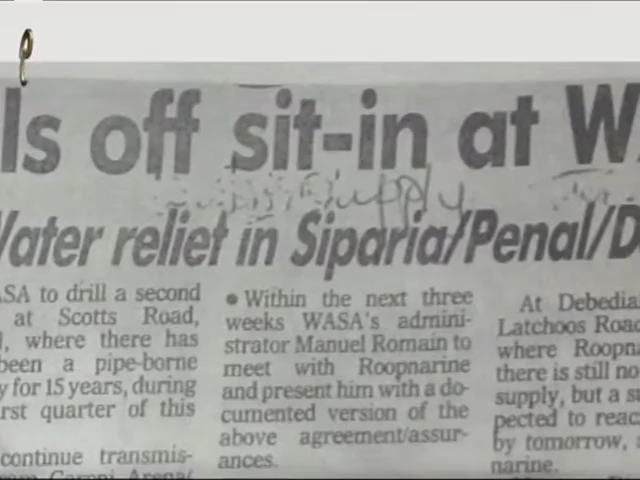 ls off sit-in at W
Supply
Water relief in Siparia/Penal/D
ASA to drill a second
at Scotts Road,
where there has
been a pipe-borne
y for 15 years, during
rst quarter of this
continue transmis-
Caroni Arena/
• Within the next three
weeks WASA's admini-
strator Manuel Romain to
meet with Roopnarine
and present him with a do-
cumented version of the
above agreement/assur-
ances.
At Debedia
Latchoos Road
where Roopna
there is still no
supply, but a s
pected to reac
by tomorrow,
narine.